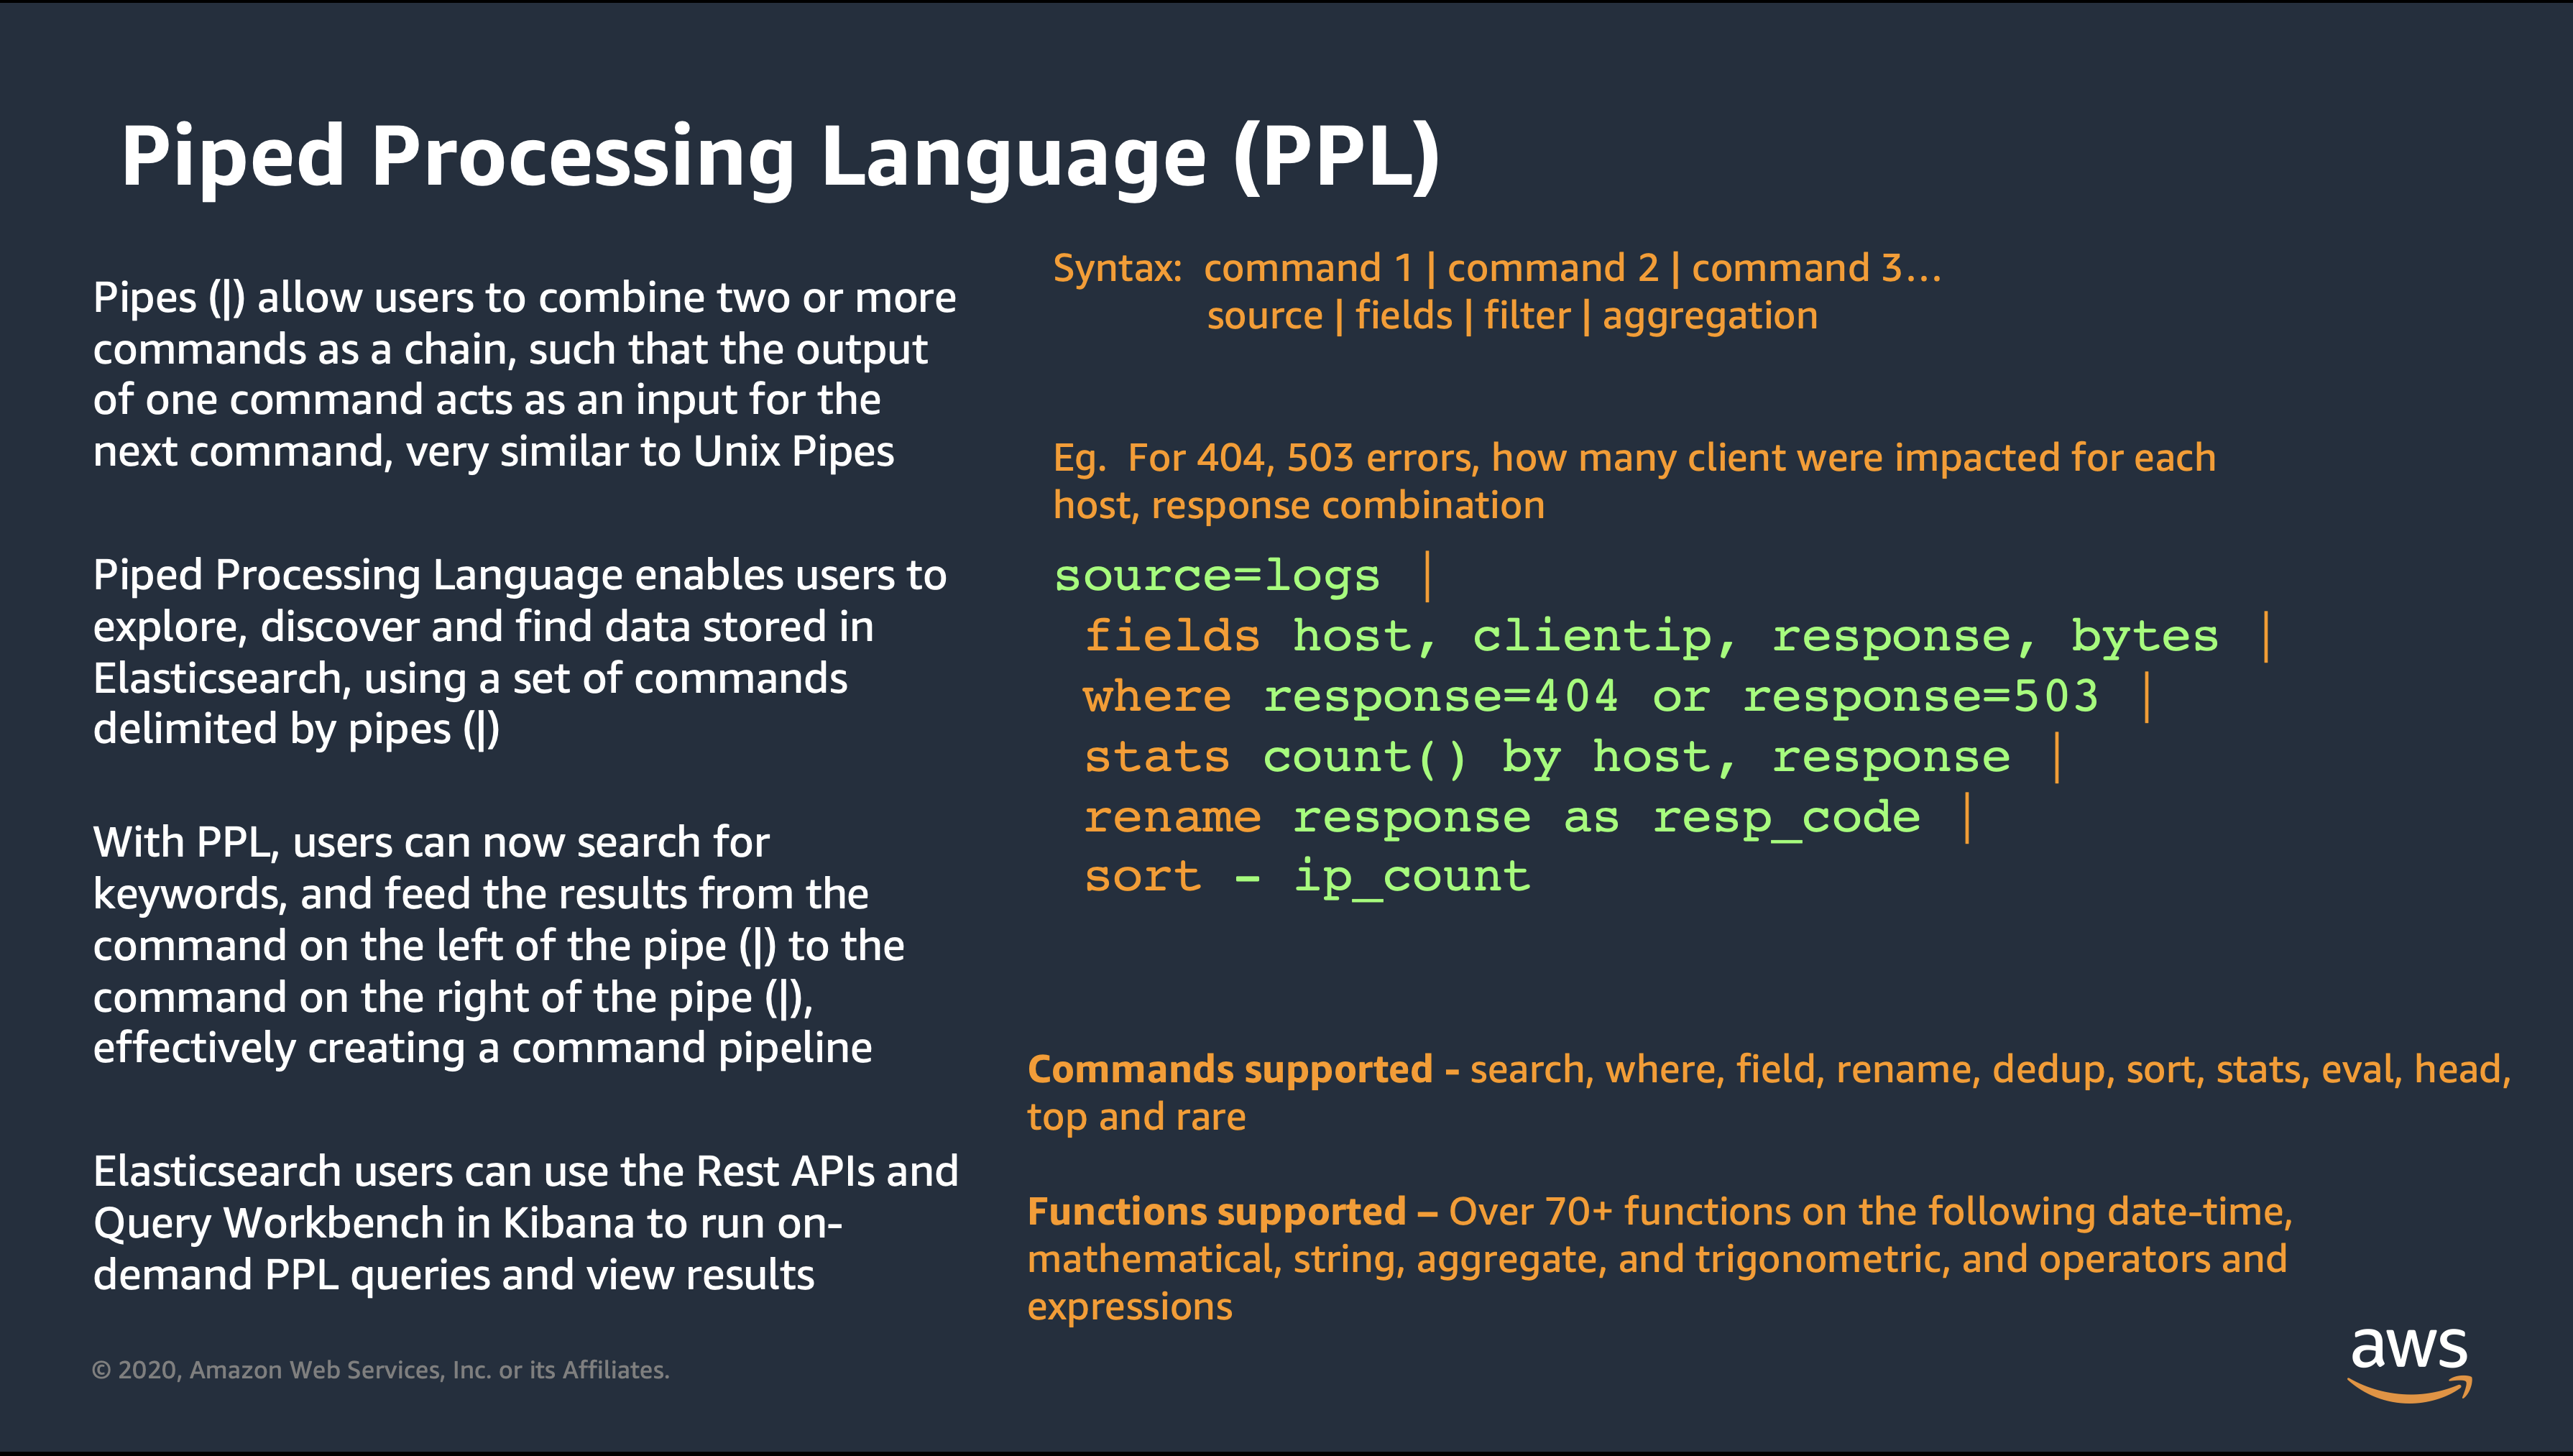 Piped Processing Language (PPL)
Pipes (|) allow users to combine two or more
commands as a chain, such that the output
of one command acts as an input for the
next command, very similar to Unix Pipes
Piped Processing Language enables users to
explore, discover and find data stored in
Elasticsearch, using a set of commands
delimited by pipes (|)
With PPL, users can now search for
keywords, and feed the results from the
command on the left of the pipe (|) to the
command on the right of the pipe (|),
effectively creating a command pipeline
Elasticsearch users can use the Rest APIs and
Query Workbench in Kibana to run on-
demand PPL queries and view results
Syntax: command 1 | command 2 | command 3...
source | fields | filter | aggregation
Eg. For 404, 503 errors, how many client were impacted for each
host, response combination
source=logs |
fields host, clientip, response, bytes |
where response=404 or response=503 |
stats count() by host, response |
rename response as resp_code |
sort – ip_count
Commands supported - search, where, field, rename, dedup, sort, stats, eval, head,
top and rare
Functions supported – Over 70+ functions on the following date-time,
mathematical, string, aggregate, and trigonometric, and operators and
expressions
© 2020, Amazon Web Services, Inc. or its Affiliates.
aws